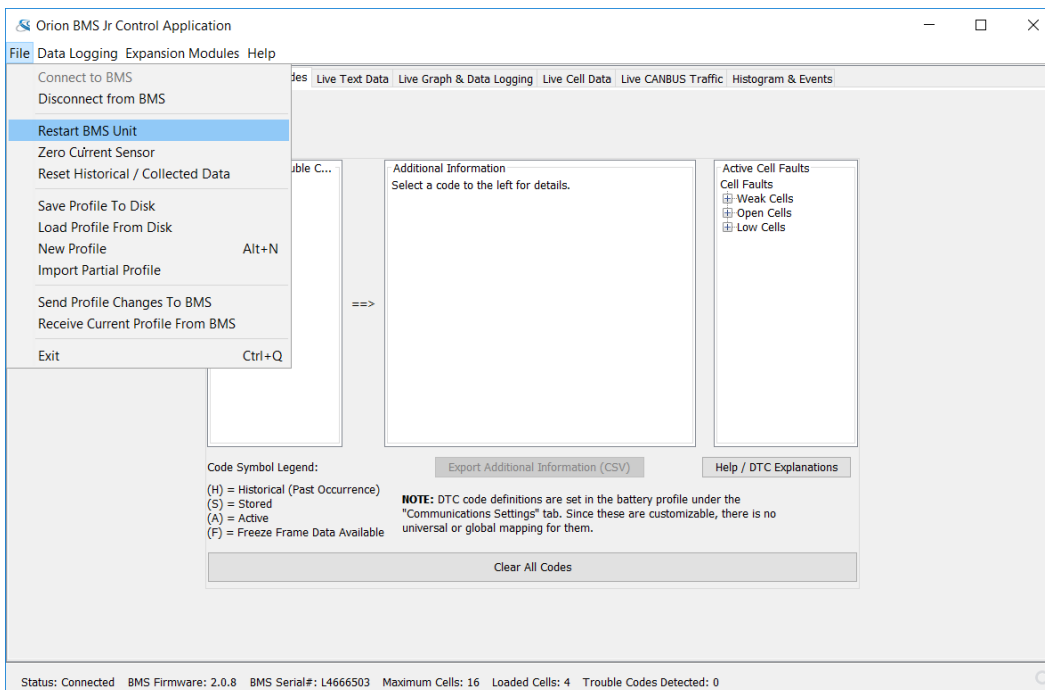 Orion BMS Jr Control Application
File Data Logging Expansion Modules Help
des Live Text Data Live Graph & Data Logging Live Cell Data Live CANBUS Traffic Histogram & Events
Connect to BMS
Disconnect from BMS
Restart BMS Unit
Zero Current Sensor
Reset Historical / Collected Data
Save Profile To Disk
Load Profile From Disk
New Profile Alt+N
Import Partial Profile
Send Profile Changes To BMS
Receive Current Profile From BMS
Exit Ctrl+Q
uble C...
Additional Information
Select a code to the left for details.
==>
Active Cell Faults
Cell Faults
Weak Cells
Open Cells
Low Cells
Code Symbol Legend:
(H) = Historical (Past Occurrence)
(S) = Stored
(A) = Active
(F) = Freeze Frame Data Available
Export Additional Information (CSV)
Help / DTC Explanations
NOTE: DTC code definitions are set in the battery profile under the
"Communications Settings" tab. Since these are customizable, there is no
universal or global mapping for them.
Clear All Codes
Status: Connected BMS Firmware: 2.0.8 BMS Serial#: L4666503 Maximum Cells: 16 Loaded Cells: 4 Trouble Codes Detected: 0